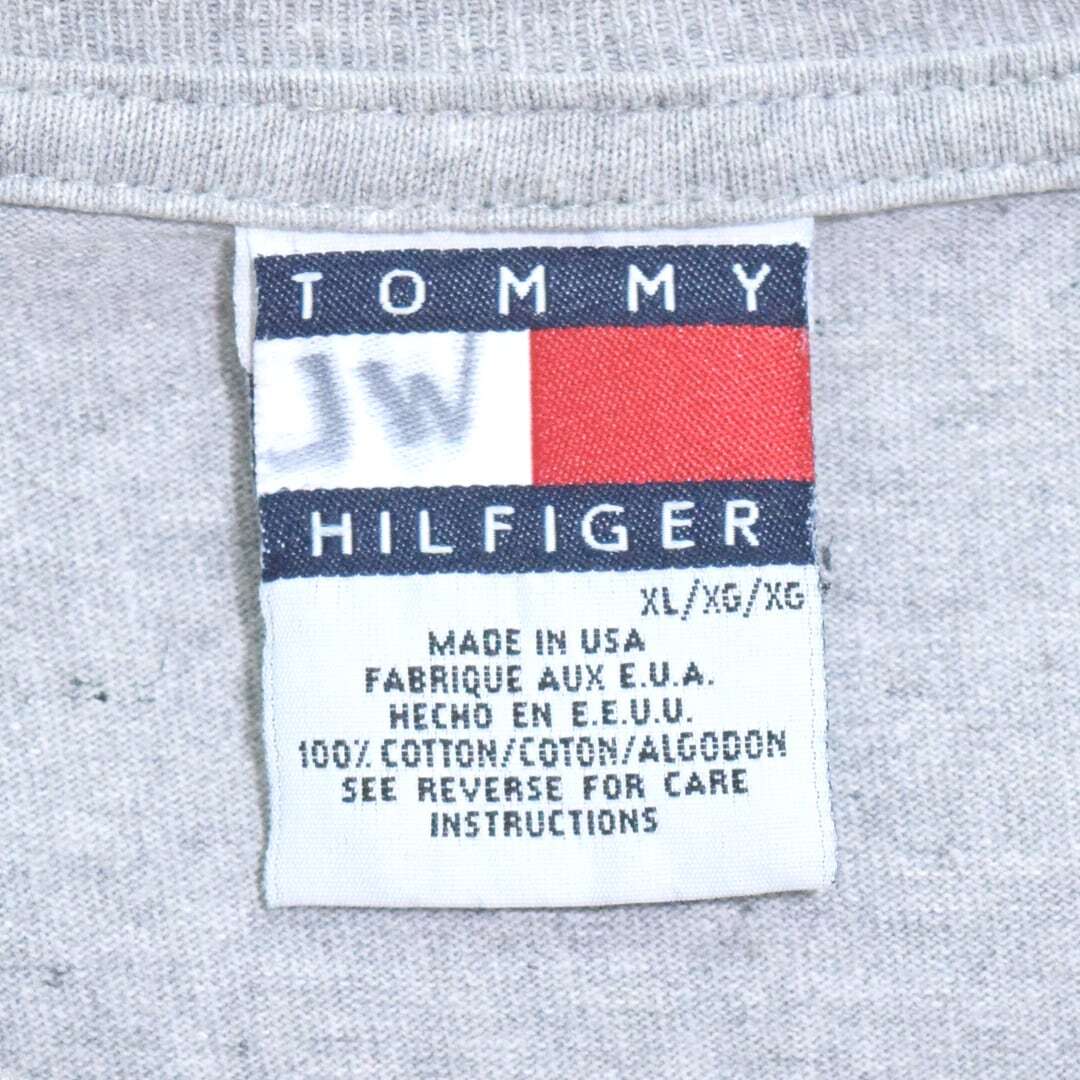 TOMMY
JW
HILFIGER
XL/XG/XG
MADE IN USA
FABRIQUE AUX E.U.A.
HECHO EN E.E.U.U.
100% COTTON/COTON/ALGODON
SEE REVERSE FOR CARE
INSTRUCTIONS